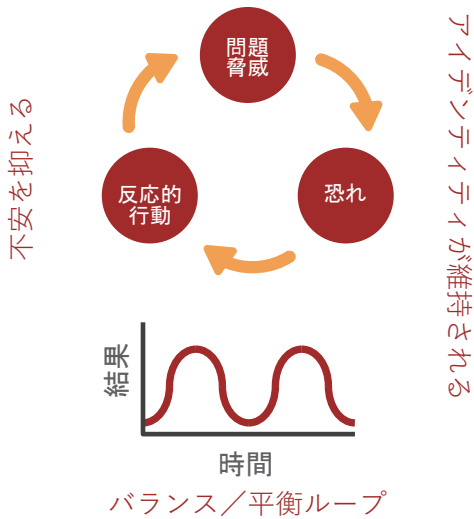 問題
脅威
恐れ
反応的
行動
不安を抑える
アイデンティティが維持される
結果
時間
バランス／平衡ループ